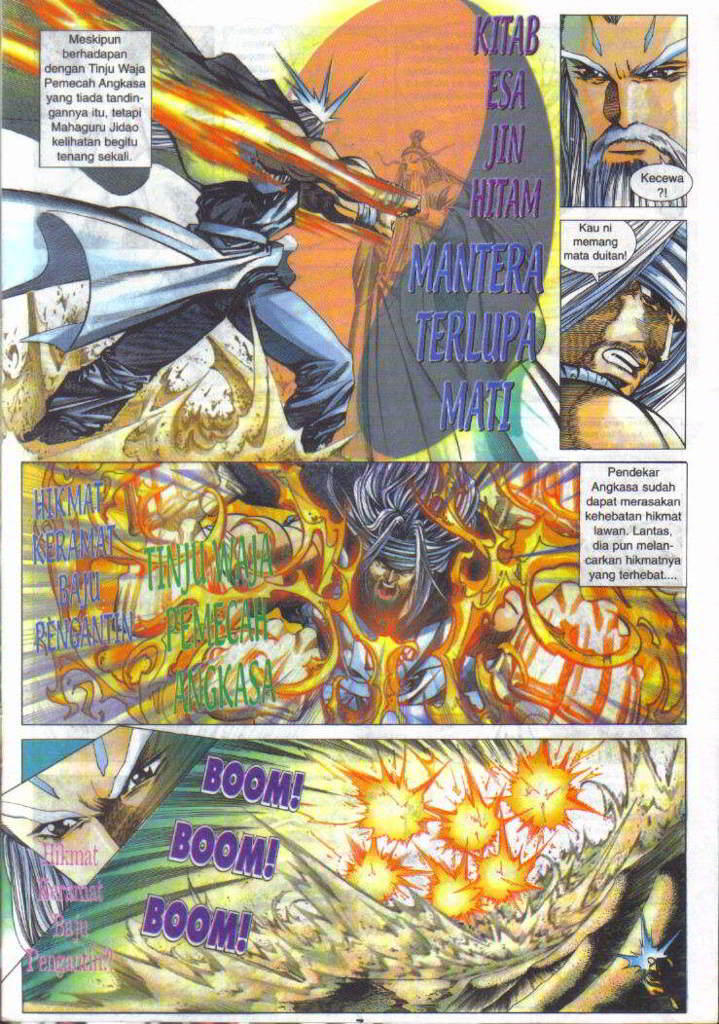 Meskipun
berhadapan
dengan Tinju Waja
Pemecah Angkasa
yang tiada tandin-
gannya itu, tetapi
Mahaguru Jidao
kelihatan begitu
tenang sekali.
KITAB
ESA
JIN
HITAM
MANTERA
TERLUPA
MATI
Kecewa
?!
Kau ni
memang
mata duitan!
HIKMAT
KERAMAT
BAJU
PENGANTIN
TINJU WAJA
PEMECAH
ANGKASA
Pendekar
Angkasa sudah
dapat merasakan
kehebatan hikmat
lawan. Lantas,
dia pun melan-
carkan hikmatnya
yang terhebat....
BOOM!
BOOM!
BOOM!
Hikmat
Keramat
Baju
Pengantin?